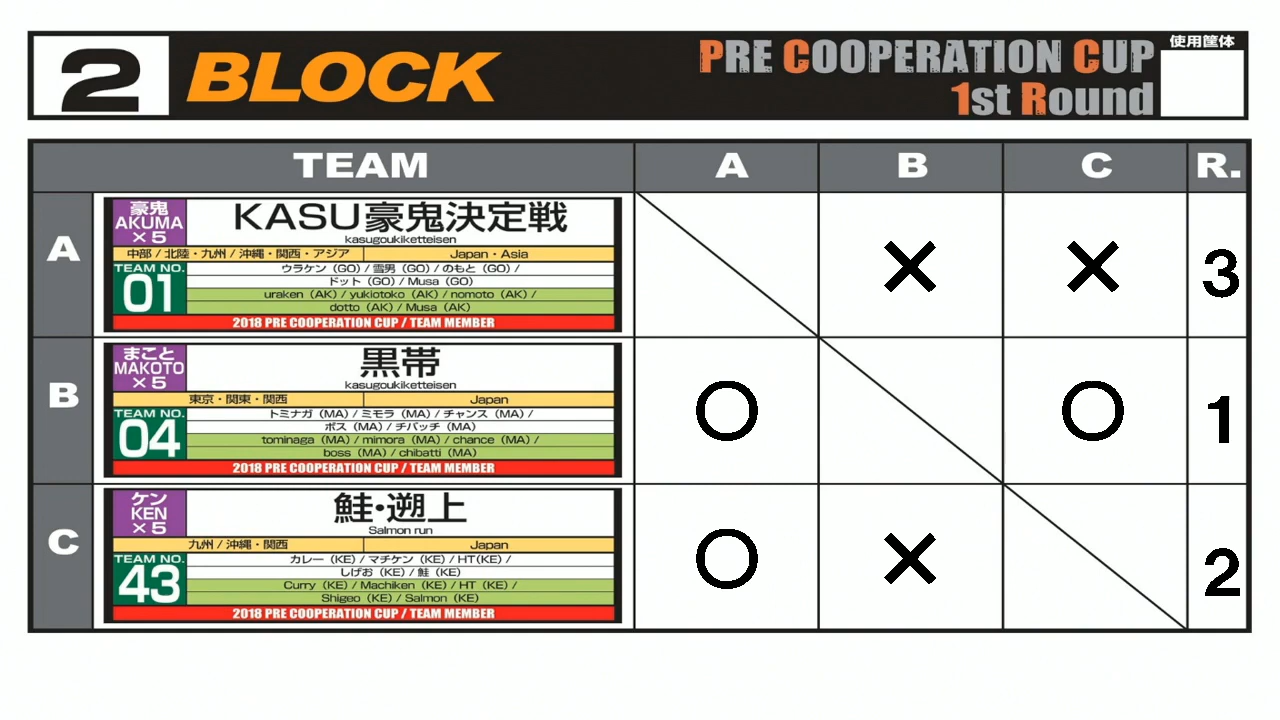 2 BLOCK
PRE COOPERATION CUP
1st Round
使用筐体
TEAM A B C R.
A
豪鬼
AKUMA
×5
KASU豪鬼決定戦
kasugoukiketteisen
中部 / 北陸・九州 / 沖縄・関西・アジア Japan・Asia
TEAM NO.
01
ウラケン（GO）/ 雪男（GO）/ のもと（GO）/
ドット（GO）/ Musa（GO）
uraken（AK）/ yukiotoko（AK）/ nomoto（AK）/
dotto（AK）/ Musa（AK）
2018 PRE COOPERATION CUP / TEAM MEMBER
× × 3
B
まこと
MAKOTO
×5
黒帯
kasugoukiketteisen
東京・関東・関西 Japan
TEAM NO.
04
トミナガ（MA）/ ミモラ（MA）/ チャンス（MA）/
ボス（MA）/ チバッチ（MA）
tominaga（MA）/ mimora（MA）/ chance（MA）/
boss（MA）/ chibatti（MA）
2018 PRE COOPERATION CUP / TEAM MEMBER
○ ○ 1
C
ケン
KEN
×5
鮭・遡上
Salmon run
九州 / 沖縄・関西 Japan
TEAM NO.
43
カレー（KE）/ マチケン（KE）/ HT(KE) /
しげお（KE）/ 鮭（KE）
Curry（KE）/ Machiken（KE）/ HT（KE）/
Shigeo（KE）/ Salmon（KE）
2018 PRE COOPERATION CUP / TEAM MEMBER
○ × 2